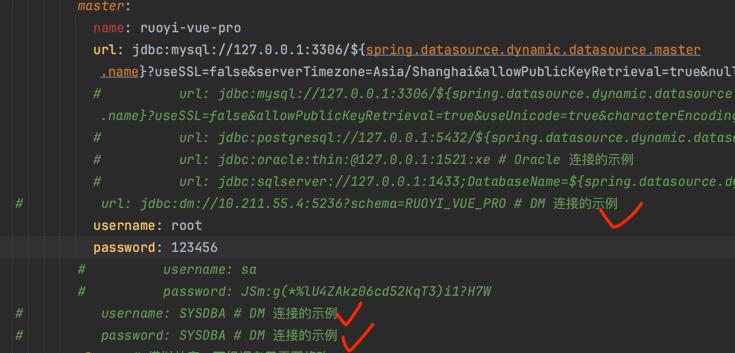 master:
name: ruoyi-vue-pro
url: jdbc:mysql://127.0.0.1:3306/${spring.datasource.dynamic.datasource.master
.name}?useSSL=false&serverTimezone=Asia/Shanghai&allowPublicKeyRetrieval=true&null
# url: jdbc:mysql://127.0.0.1:3306/${spring.datasource.dynamic.datasource.
.name}?useSSL=false&allowPublicKeyRetrieval=true&useUnicode=true&characterEncoding
# url: jdbc:postgresql://127.0.0.1:5432/${spring.datasource.dynamic.datas
# url: jdbc:oracle:thin:@127.0.0.1:1521:xe # Oracle 连接的示例
# url: jdbc:sqlserver://127.0.0.1:1433;DatabaseName=${spring.datasource.dy
# url: jdbc:dm://10.211.55.4:5236?schema=RUOYI_VUE_PRO # DM 连接的示例
username: root
password: 123456
# username: sa
# password: JSm:g(*%lU4ZAkz06cd52KqT3)i1?H7W
# username: SYSDBA # DM 连接的示例
# password: SYSDBA # DM 连接的示例